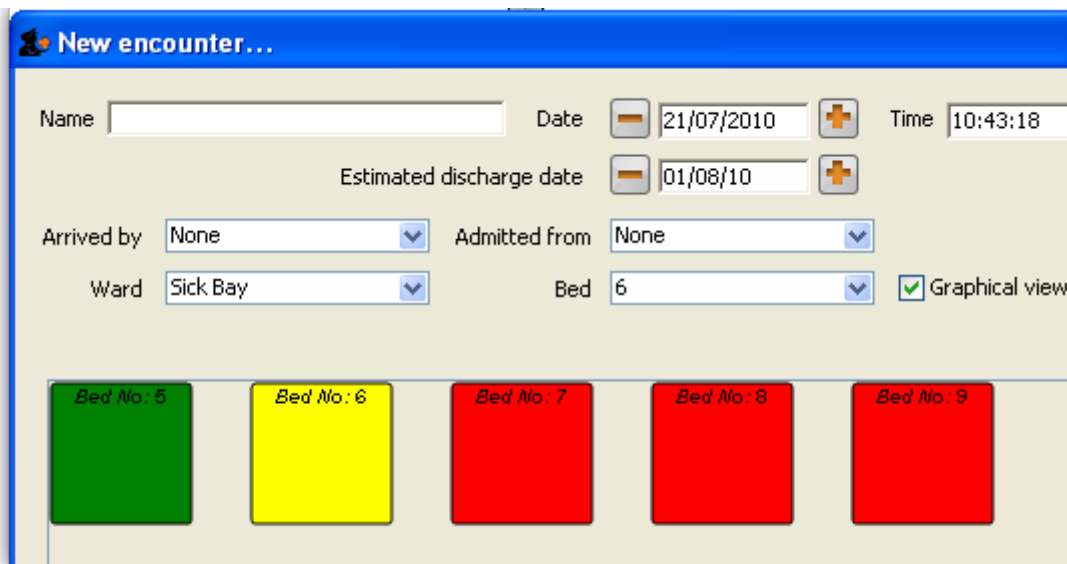 New encounter...
Name Date 21/07/2010 Time 10:43:18
Estimated discharge date 01/08/10
Arrived by None Admitted from None
Ward Sick Bay Bed 6 Graphical view
Bed No: 5 Bed No: 6 Bed No: 7 Bed No: 8 Bed No: 9